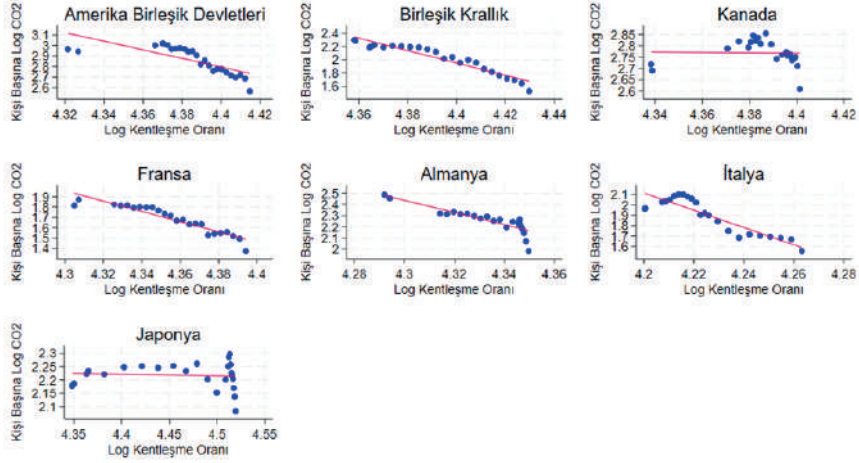 Amerika Birleşik Devletleri
Kişi Başına Log CO2
3.1
3
2.9
2.8
2.7
2.6
4.32 4.34 4.36 4.38 4.4 4.42
Log Kentleşme Oranı
Birleşik Krallık
Kişi Başına Log CO2
2.4
2.2
2
1.8
1.6
4.36 4.38 4.4 4.42 4.44
Log Kentleşme Oranı
Kanada
Kişi Başına Log CO2
2.85
2.8
2.75
2.7
2.65
2.6
4.34 4.36 4.38 4.4 4.42
Log Kentleşme Oranı
Fransa
Kişi Başına Log CO2
1.9
1.8
1.7
1.6
1.5
1.4
4.3 4.32 4.34 4.36 4.38 4.4
Log Kentleşme Oranı
Almanya
Kişi Başına Log CO2
2.5
2.4
2.3
2.2
2.1
2
4.28 4.3 4.32 4.34 4.36
Log Kentleşme Oranı
İtalya
Kişi Başına Log CO2
2.1
2
1.9
1.8
1.7
1.6
4.2 4.22 4.24 4.26 4.28
Log Kentleşme Oranı
Japonya
Kişi Başına Log CO2
2.3
2.25
2.2
2.15
2.1
4.35 4.4 4.45 4.5 4.55
Log Kentleşme Oranı